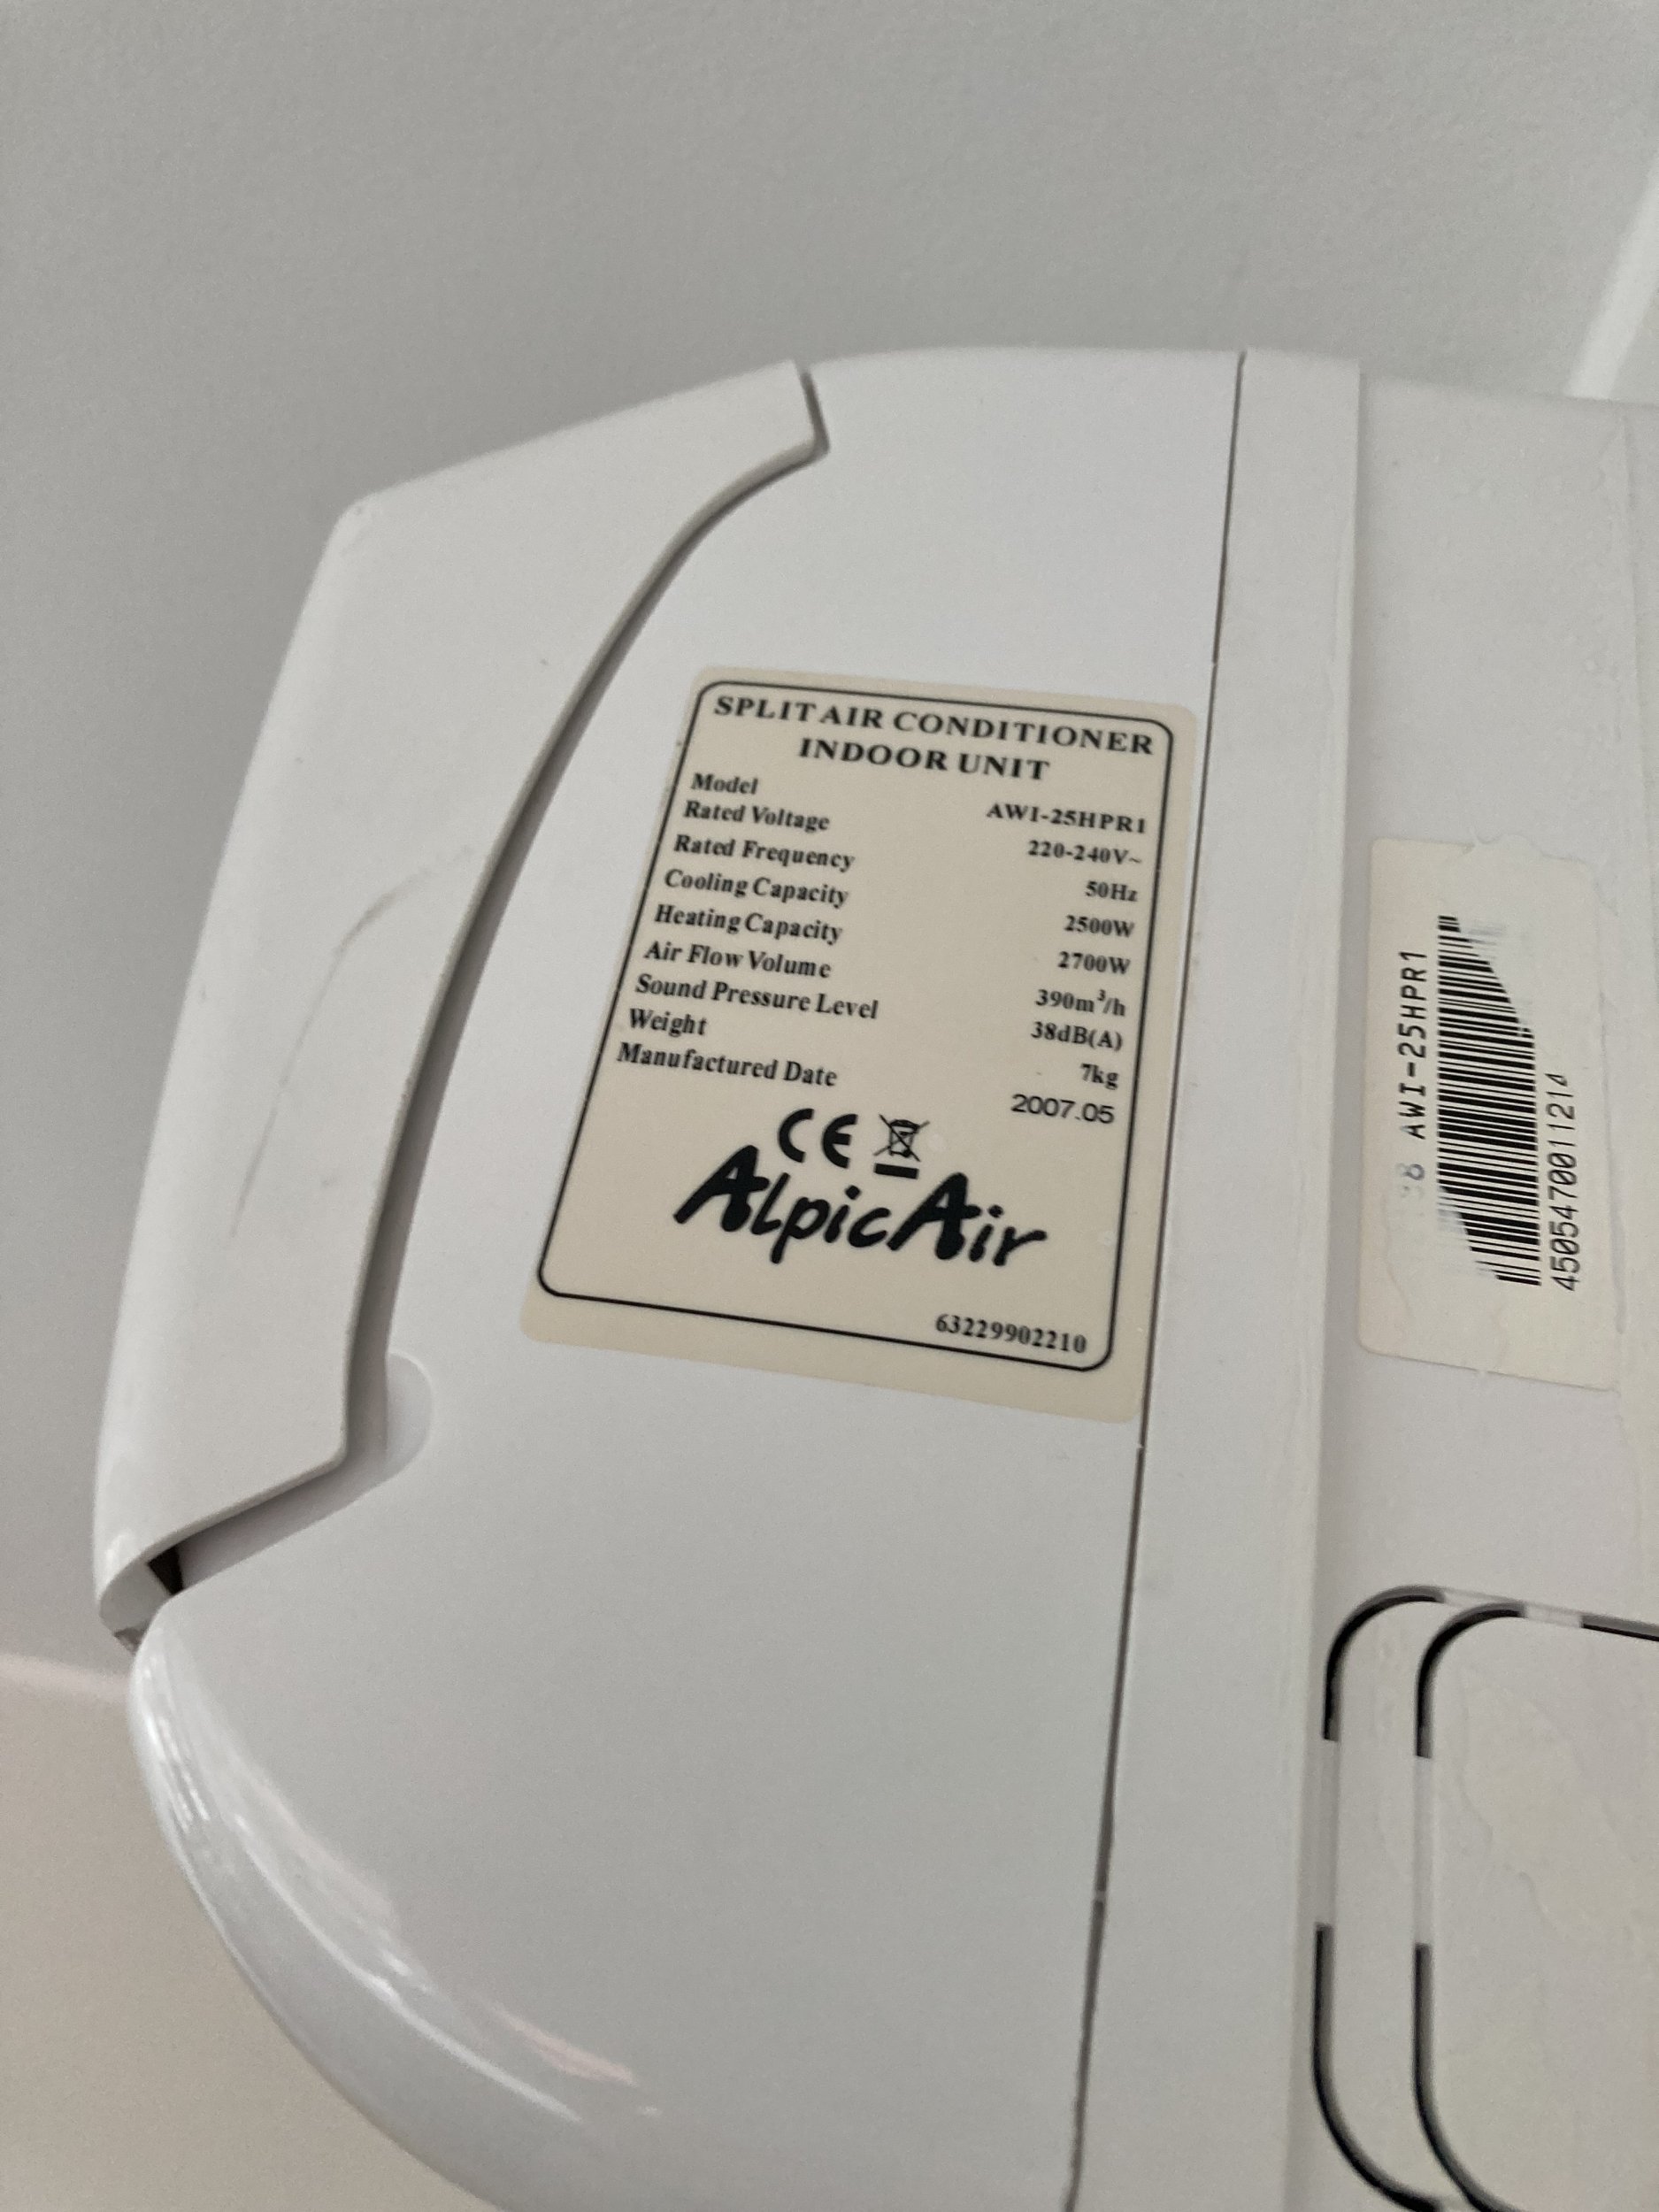 SPLIT AIR CONDITIONER
INDOOR UNIT
Model AWI-25HPR1
Rated Voltage 220-240V~
Rated Frequency 50Hz
Cooling Capacity 2500W
Heating Capacity 2700W
Air Flow Volume 390m³/h
Sound Pressure Level 38dB(A)
Weight 7kg
Manufactured Date 2007.05
CE
AlpicAir
63229902210
AWI-25HPR1
4505470011214